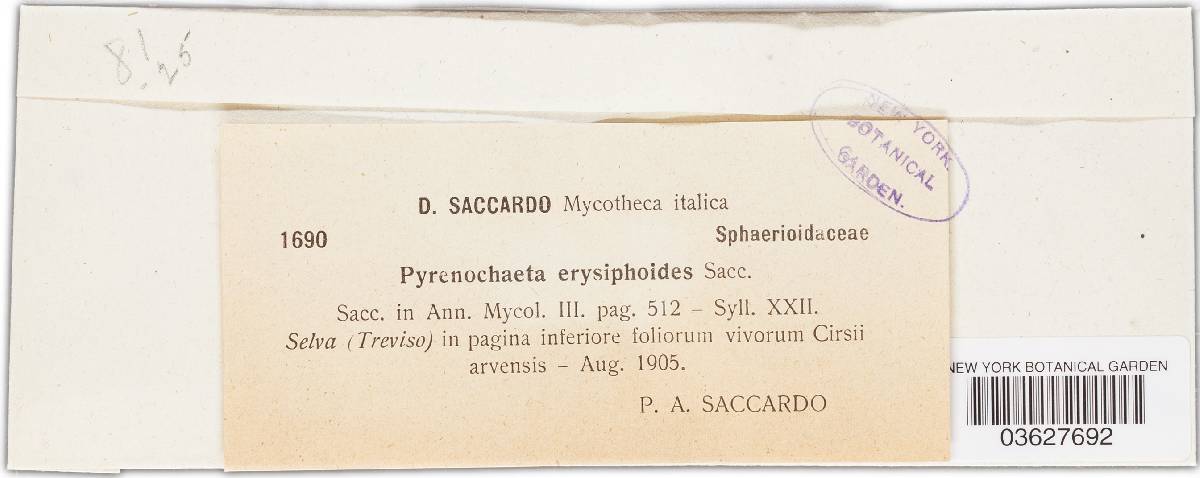 8! 25
NEW YORK
BOTANICAL
GARDEN.
D. SACCARDO Mycotheca italica
1690 Sphaerioidaceae
Pyrenochaeta erysiphoides Sacc.
Sacc. in Ann. Mycol. III. pag. 512 – Syll. XXII.
Selva (Treviso) in pagina inferiore foliorum vivorum Cirsii
arvensis – Aug. 1905.
P. A. SACCARDO
NEW YORK BOTANICAL GARDEN
03627692